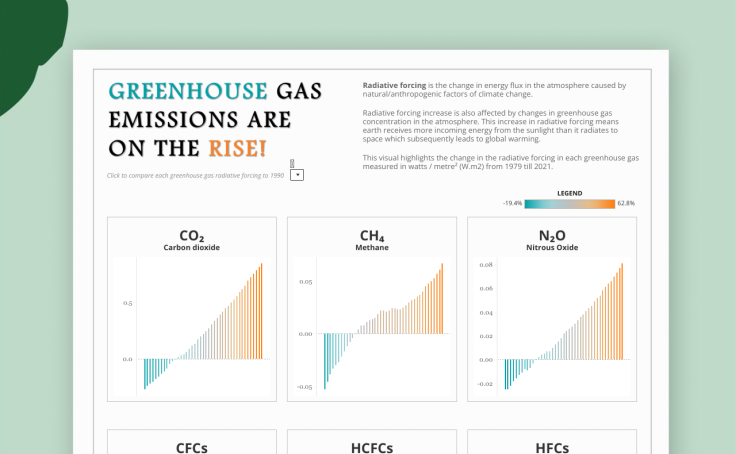 GREENHOUSE GAS
EMISSIONS ARE
ON THE RISE!
Click to compare each greenhouse gas radiative forcing to 1990
Radiative forcing is the change in energy flux in the atmosphere caused by
natural/anthropogenic factors of climate change.
Radiative forcing increase is also affected by changes in greenhouse gas
concentration in the atmosphere. This increase in radiative forcing means
earth receives more incoming energy from the sunlight than it radiates to
space which subsequently leads to global warming.
This visual highlights the change in the radiative forcing in each greenhouse gas
measured in watts / metre² (W.m2) from 1979 till 2021.
LEGEND
-19.4% 62.8%
CO₂
Carbon dioxide
0.5
0.0
CH₄
Methane
0.05
0.00
-0.05
N₂O
Nitrous Oxide
0.08
0.06
0.04
0.02
0.00
-0.02
CFCs
HCFCs
HFCs